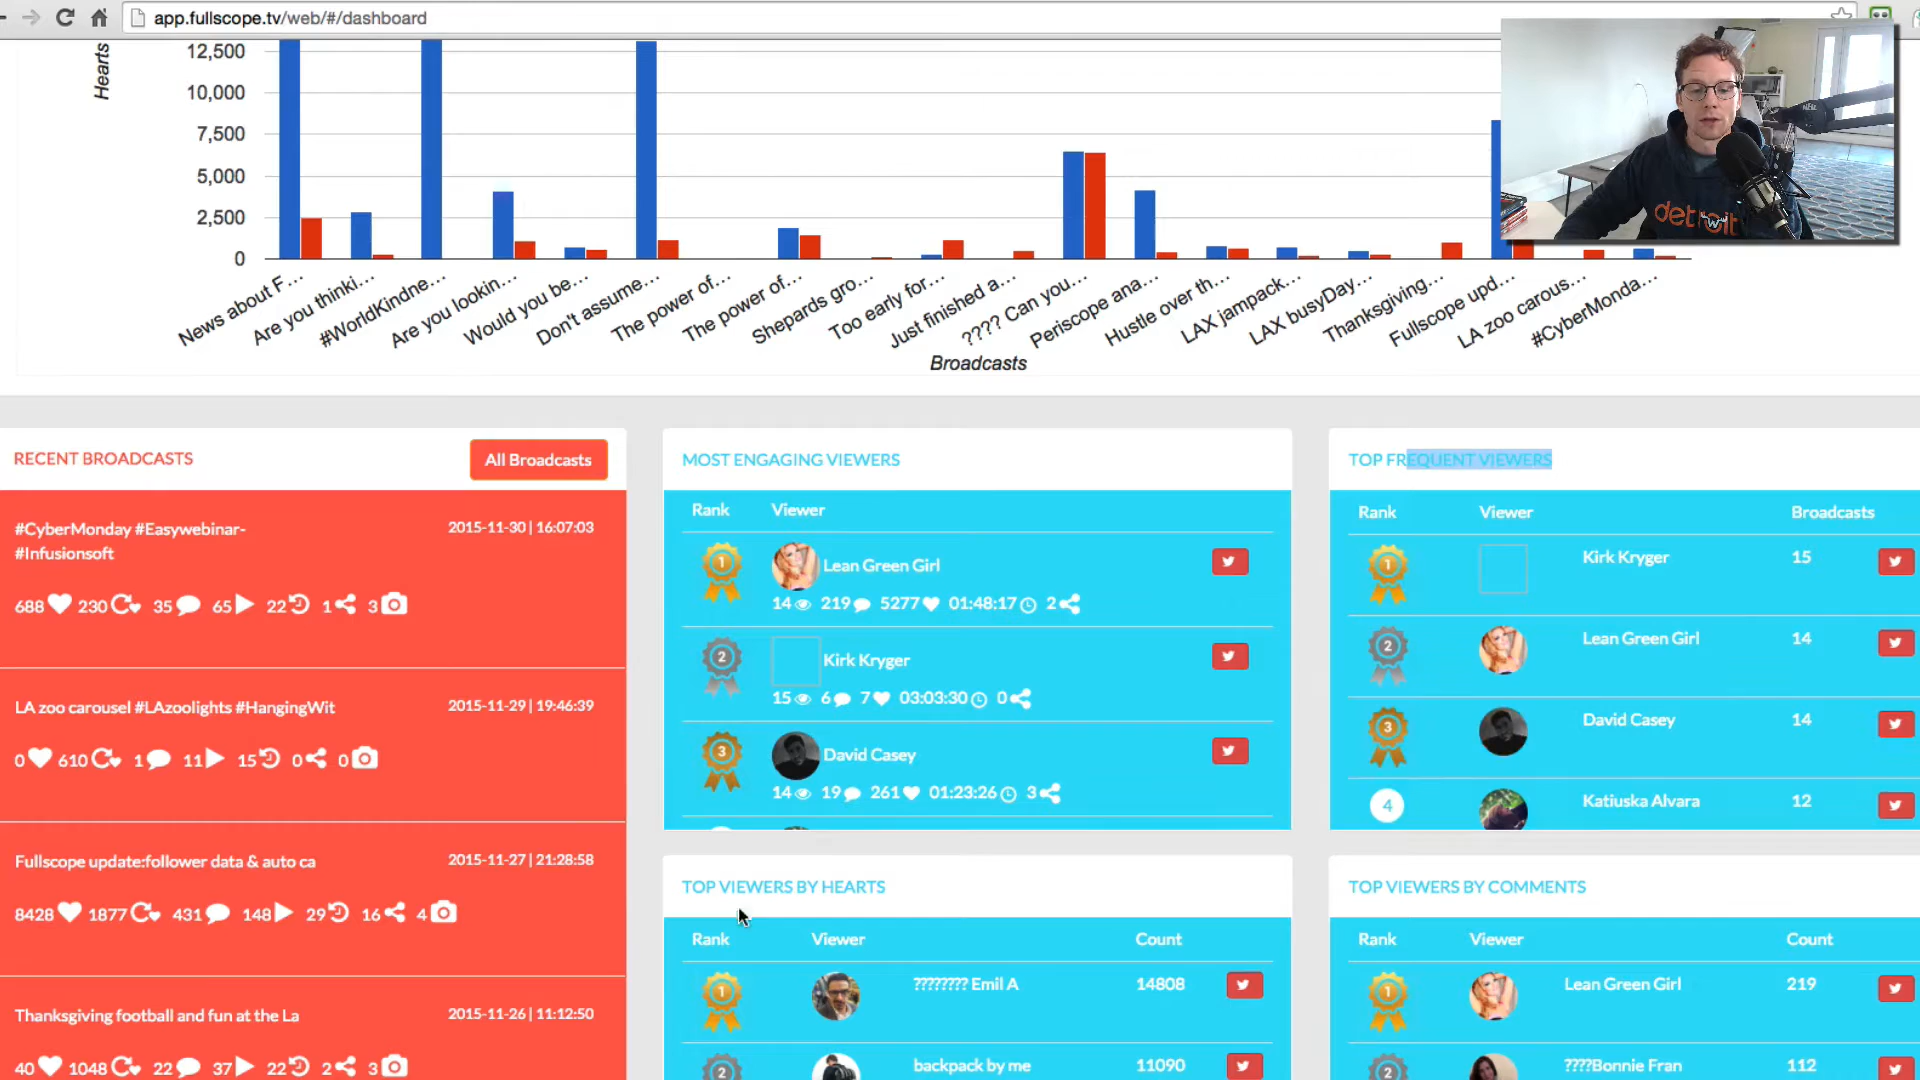 app.fullscope.tv/web/#/dashboard
Hearts
12,500
10,000
7,500
5,000
2,500
0
News about F...
Are you thinki...
#WorldKindne...
Are you lookin...
Would you be...
Don't assume...
The power of...
The power of...
Shepards gro...
Too early for...
Just finished a...
???? Can you...
Periscope ana...
Hustle over th...
LAX jampack...
LAX busyDay...
Thanksgiving...
Fullscope upd...
LA zoo carous...
#CyberMonda...
Broadcasts
detroit
RECENT BROADCASTS
All Broadcasts
#CyberMonday #Easywebinar-
#Infusionsoft
2015-11-30 | 16:07:03
688 230 35 65 22 1 3
LA zoo carousel #LAzoolights #HangingWit
2015-11-29 | 19:46:39
0 610 1 11 15 0 0
Fullscope update:follower data & auto ca
2015-11-27 | 21:28:58
8428 1877 431 148 29 16 4
Thanksgiving football and fun at the La
2015-11-26 | 11:12:50
40 1048 22 37 22 2 3
MOST ENGAGING VIEWERS
Rank Viewer
1 Lean Green Girl
14 219 5277 01:48:17 2
2 Kirk Kryger
15 6 7 03:03:30 0
3 David Casey
14 19 261 01:23:26 3
TOP FREQUENT VIEWERS
Rank Viewer Broadcasts
1 Kirk Kryger 15
2 Lean Green Girl 14
3 David Casey 14
4 Katiuska Alvara 12
TOP VIEWERS BY HEARTS
Rank Viewer Count
1 ???????? Emil A 14808
2 backpack by me 11090
TOP VIEWERS BY COMMENTS
Rank Viewer Count
1 Lean Green Girl 219
2 ????Bonnie Fran 112